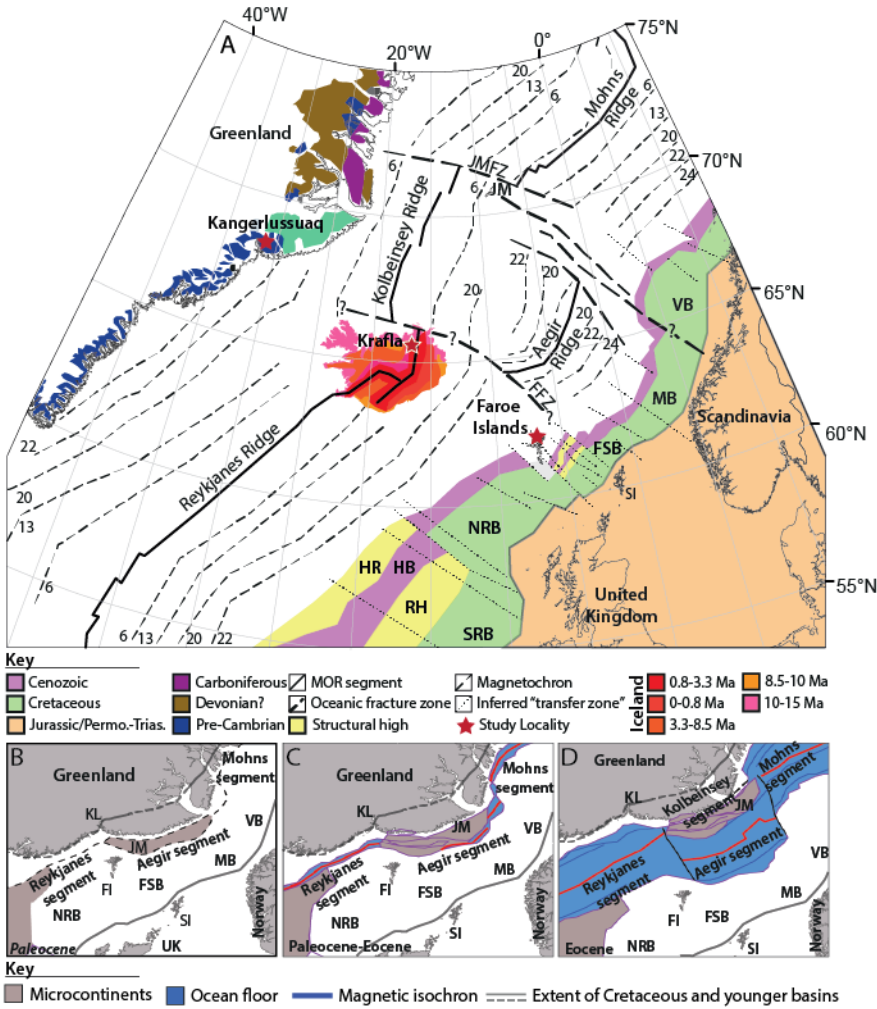 40°W
A
20°W
0°
75°N
20
13
6
Mohns
Ridge
6
13
20
22
24
70°N
Greenland
6
JMFZ
JM
6
Kangerlussuaq
Kolbeinsey Ridge
22
20
20
65°N
VB
?
?
?
Krafla
Aegir
Ridge
20
22
24
MB
FFZ
?
Faroe
Islands
Scandinavia
60°N
FSB
SI
22
20
13
6
Reykjanes Ridge
NRB
HR
HB
RH
SRB
United
Kingdom
55°N
6
13
20
22
Key
Cenozoic
Carboniferous
MOR segment
Magnetochron
Iceland
0.8-3.3 Ma
8.5-10 Ma
Cretaceous
Devonian?
Oceanic fracture zone
Inferred “transfer zone”
0-0.8 Ma
10-15 Ma
Jurassic/Permo.-Trias.
Pre-Cambrian
Structural high
Study Locality
3.3-8.5 Ma
B
Greenland
Mohns
segment
KL
JM
VB
Aegir segment
MB
Reykjanes
segment
FI
FSB
NRB
SI
Norway
Paleocene
UK
C
Greenland
Mohns
segment
KL
JM
VB
Aegir segment
MB
Reykjanes
segment
FI
FSB
NRB
SI
Norway
Paleocene-Eocene
D
Greenland
Mohns
segment
KL
Kolbeinsey
segment
JM
Aegir segment
VB
Reykjanes
segment
MB
FI
FSB
Norway
Eocene
NRB
SI
Key
Microcontinents
Ocean floor
Magnetic isochron
Extent of Cretaceous and younger basins